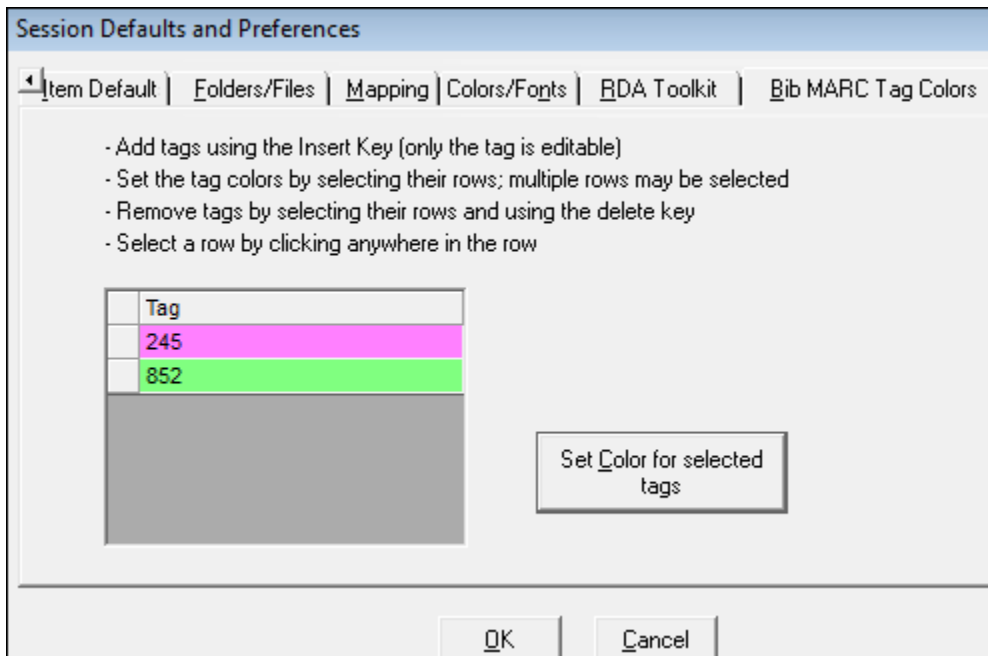 Session Defaults and Preferences
Item Default Folders/Files Mapping Colors/Fonts RDA Toolkit Bib MARC Tag Colors
- Add tags using the Insert Key (only the tag is editable)
- Set the tag colors by selecting their rows; multiple rows may be selected
- Remove tags by selecting their rows and using the delete key
- Select a row by clicking anywhere in the row
Tag
245
852
Set Color for selected
tags
OK Cancel